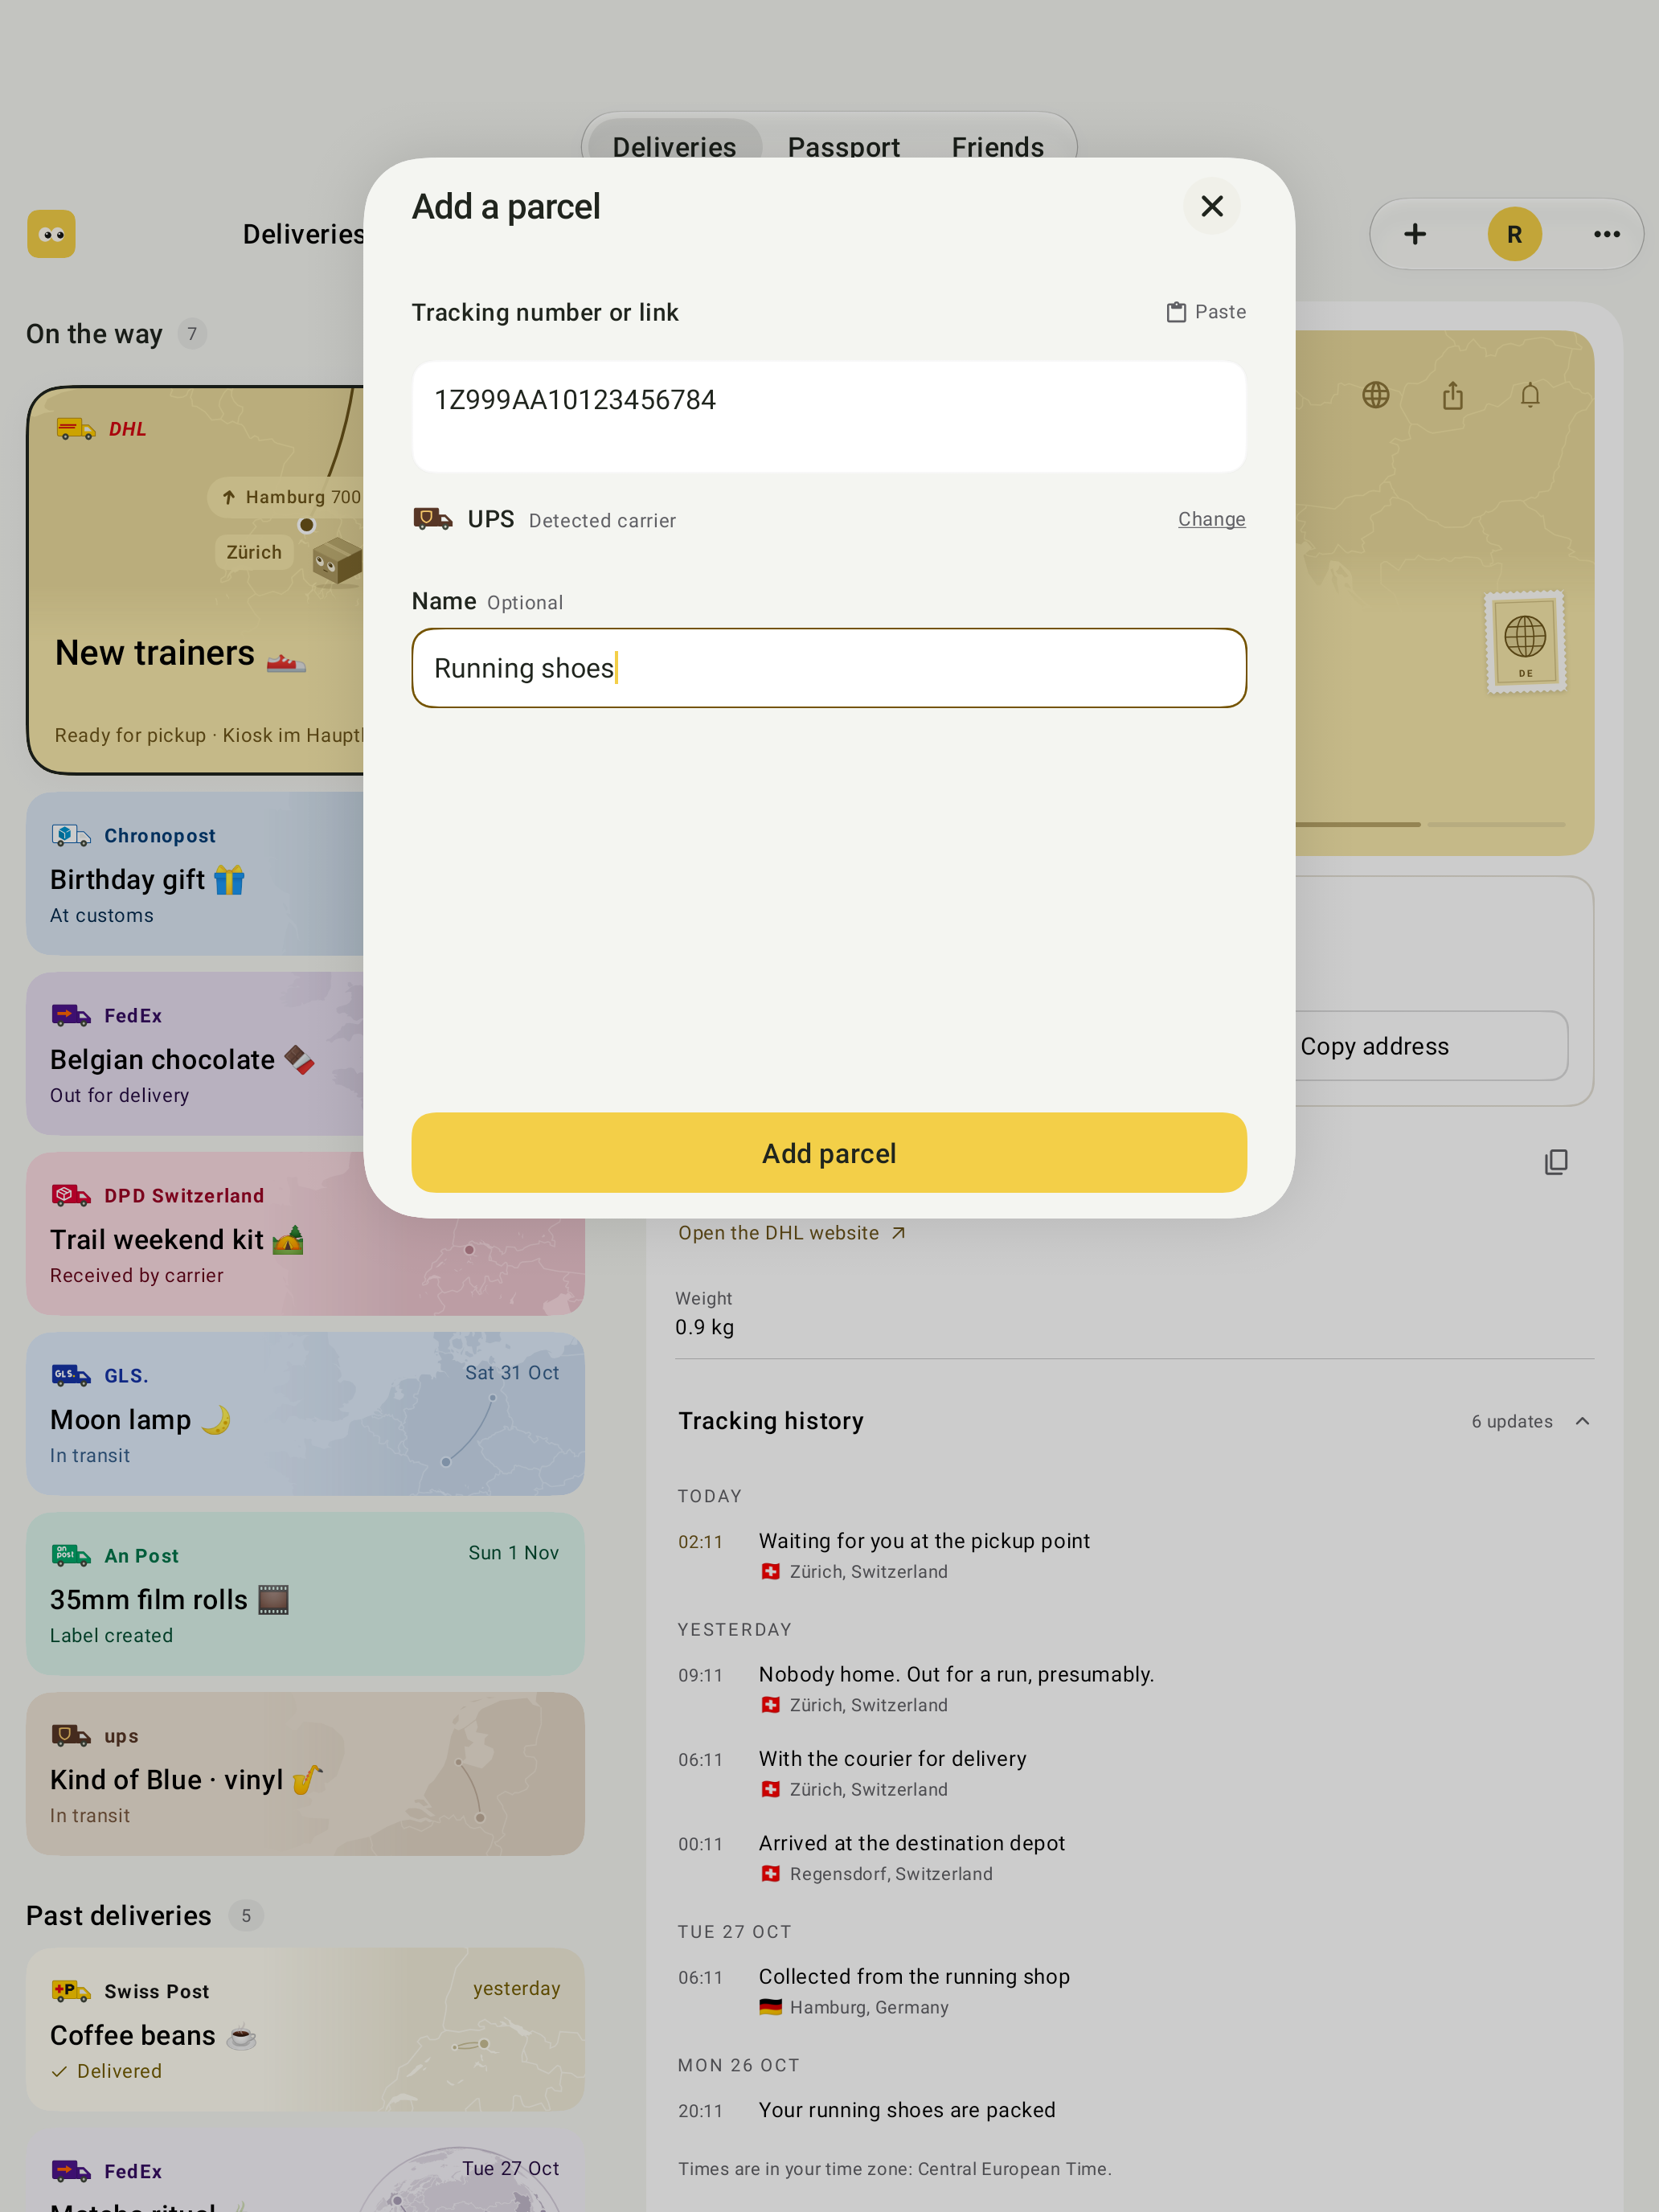 Deliveries Passport Friends
Deliveries
R
On the way 7
DHL
Hamburg 700
Zürich
New trainers
Ready for pickup · Kiosk im
Chronopost
Birthday gift
At customs
FedEx
Belgian chocolate
Out for delivery
DPD Switzerland
Trail weekend kit
Received by carrier
GLS.
GLS.
Sat 31 Oct
Moon lamp
In transit
an post
An Post
Sun 1 Nov
35mm film rolls
Label created
ups
Kind of Blue · vinyl
In transit
Past deliveries 5
P
Swiss Post
yesterday
Coffee beans
Delivered
FedEx
Tue 27 Oct
Add a parcel
Tracking number or link
Paste
1Z999AA10123456784
UPS Detected carrier
Change
Name Optional
Running shoes
Add parcel
DE
Copy address
Open the DHL website
Weight
0.9 kg
Tracking history
6 updates
TODAY
02:11 Waiting for you at the pickup point
Zürich, Switzerland
YESTERDAY
09:11 Nobody home. Out for a run, presumably.
Zürich, Switzerland
06:11 With the courier for delivery
Zürich, Switzerland
00:11 Arrived at the destination depot
Regensdorf, Switzerland
TUE 27 OCT
06:11 Collected from the running shop
Hamburg, Germany
MON 26 OCT
20:11 Your running shoes are packed
Times are in your time zone: Central European Time.